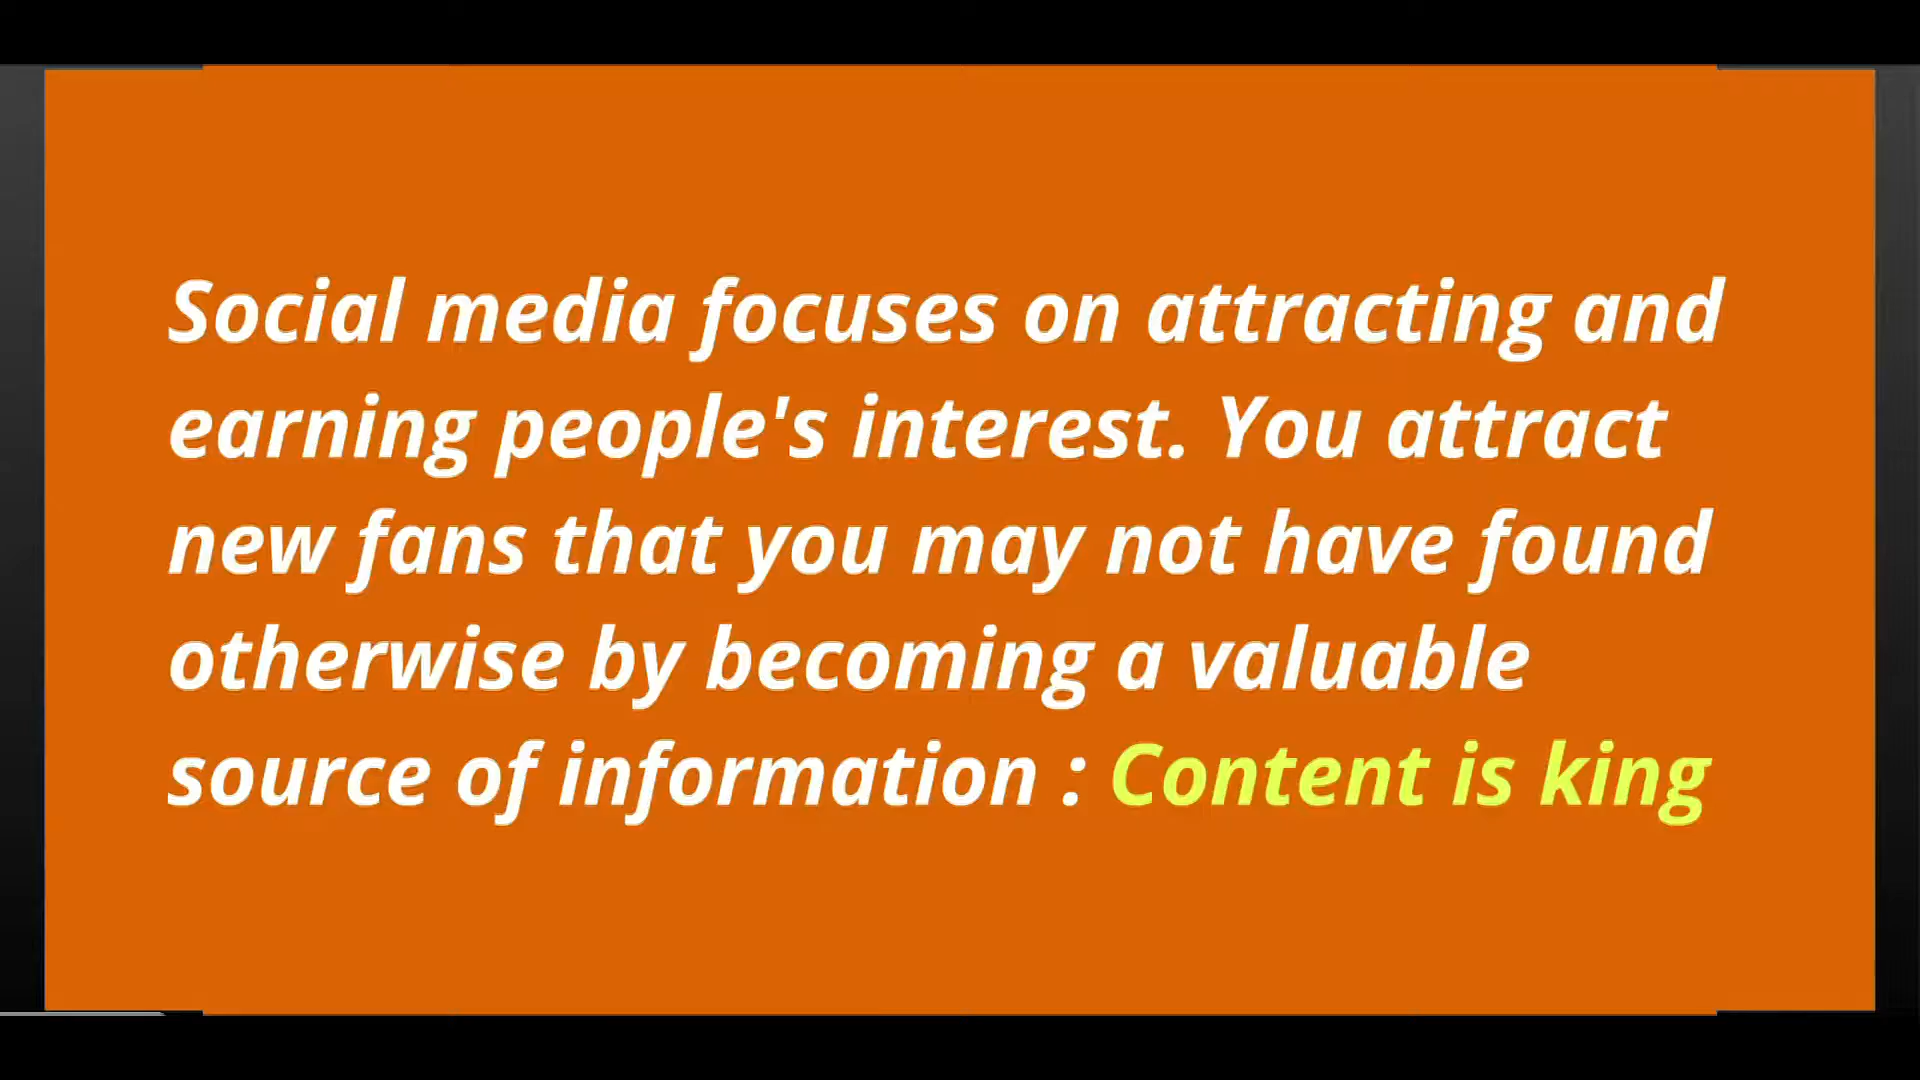 Social media focuses on attracting and
earning people's interest. You attract
new fans that you may not have found
otherwise by becoming a valuable
source of information : Content is king